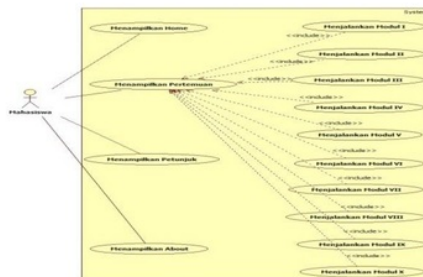 System
Menampilkan Home
Menjalankan Modul I
<<include>>
Menjalankan Modul II
<<include>>
Menampilkan Pertemuan
<<include>>
Menjalankan Modul III
<<include>>
Menjalankan Modul IV
<<include>>
Menjalankan Modul V
Mahasiswa
<<include>>
Menjalankan Modul VI
Menampilkan Petunjuk
<<include>>
Menjalankan Modul VII
<<include>>
Menjalankan Modul VIII
<<include>>
Menampilkan About
Menjalankan Modul IX
<<include>>
Menjalankan Modul X